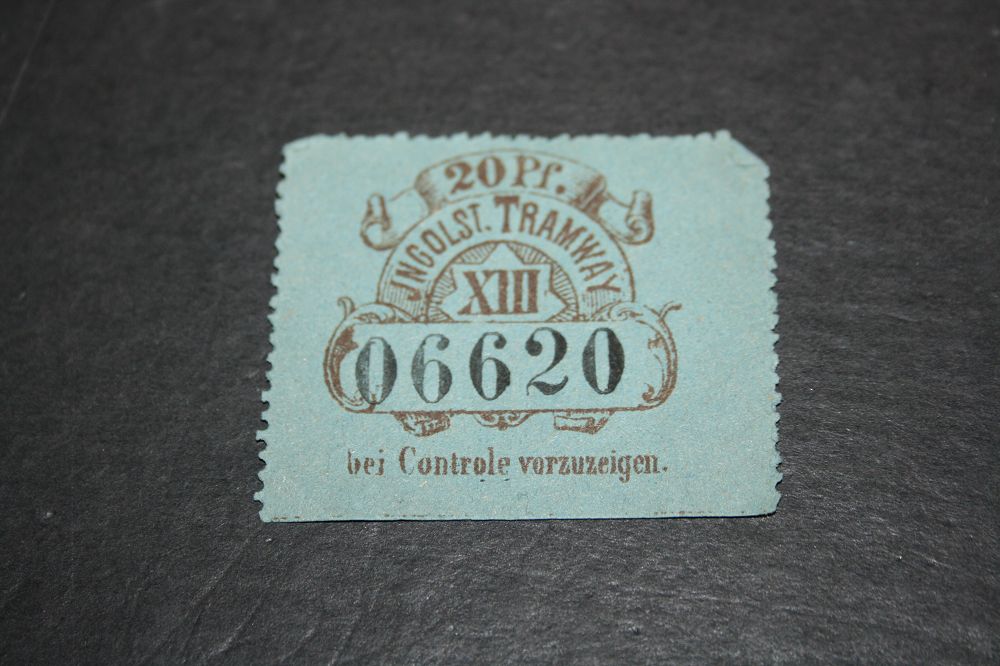 20 Pf.
INGOLST. TRAMWAY
XIII
06620
bei Controle vorzuzeigen.